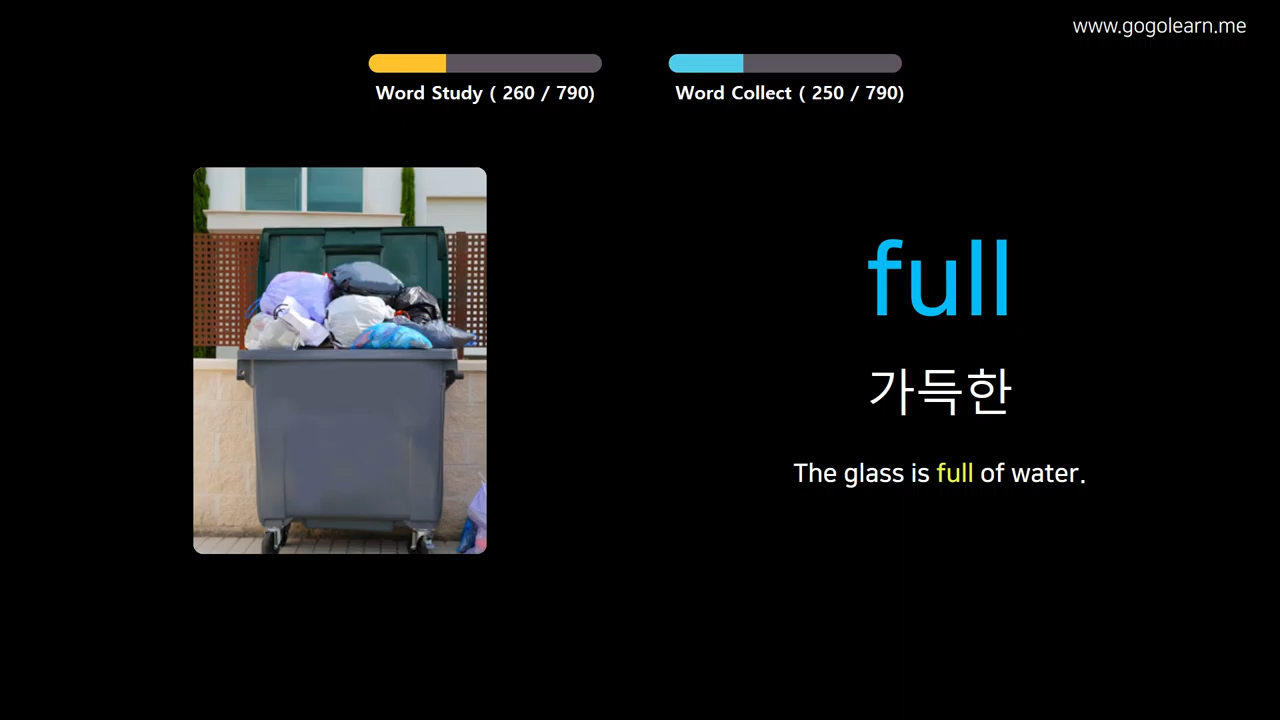 www.gogolearn.me
Word Study ( 260 / 790)
Word Collect ( 250 / 790)
full
가득한
The glass is full of water.